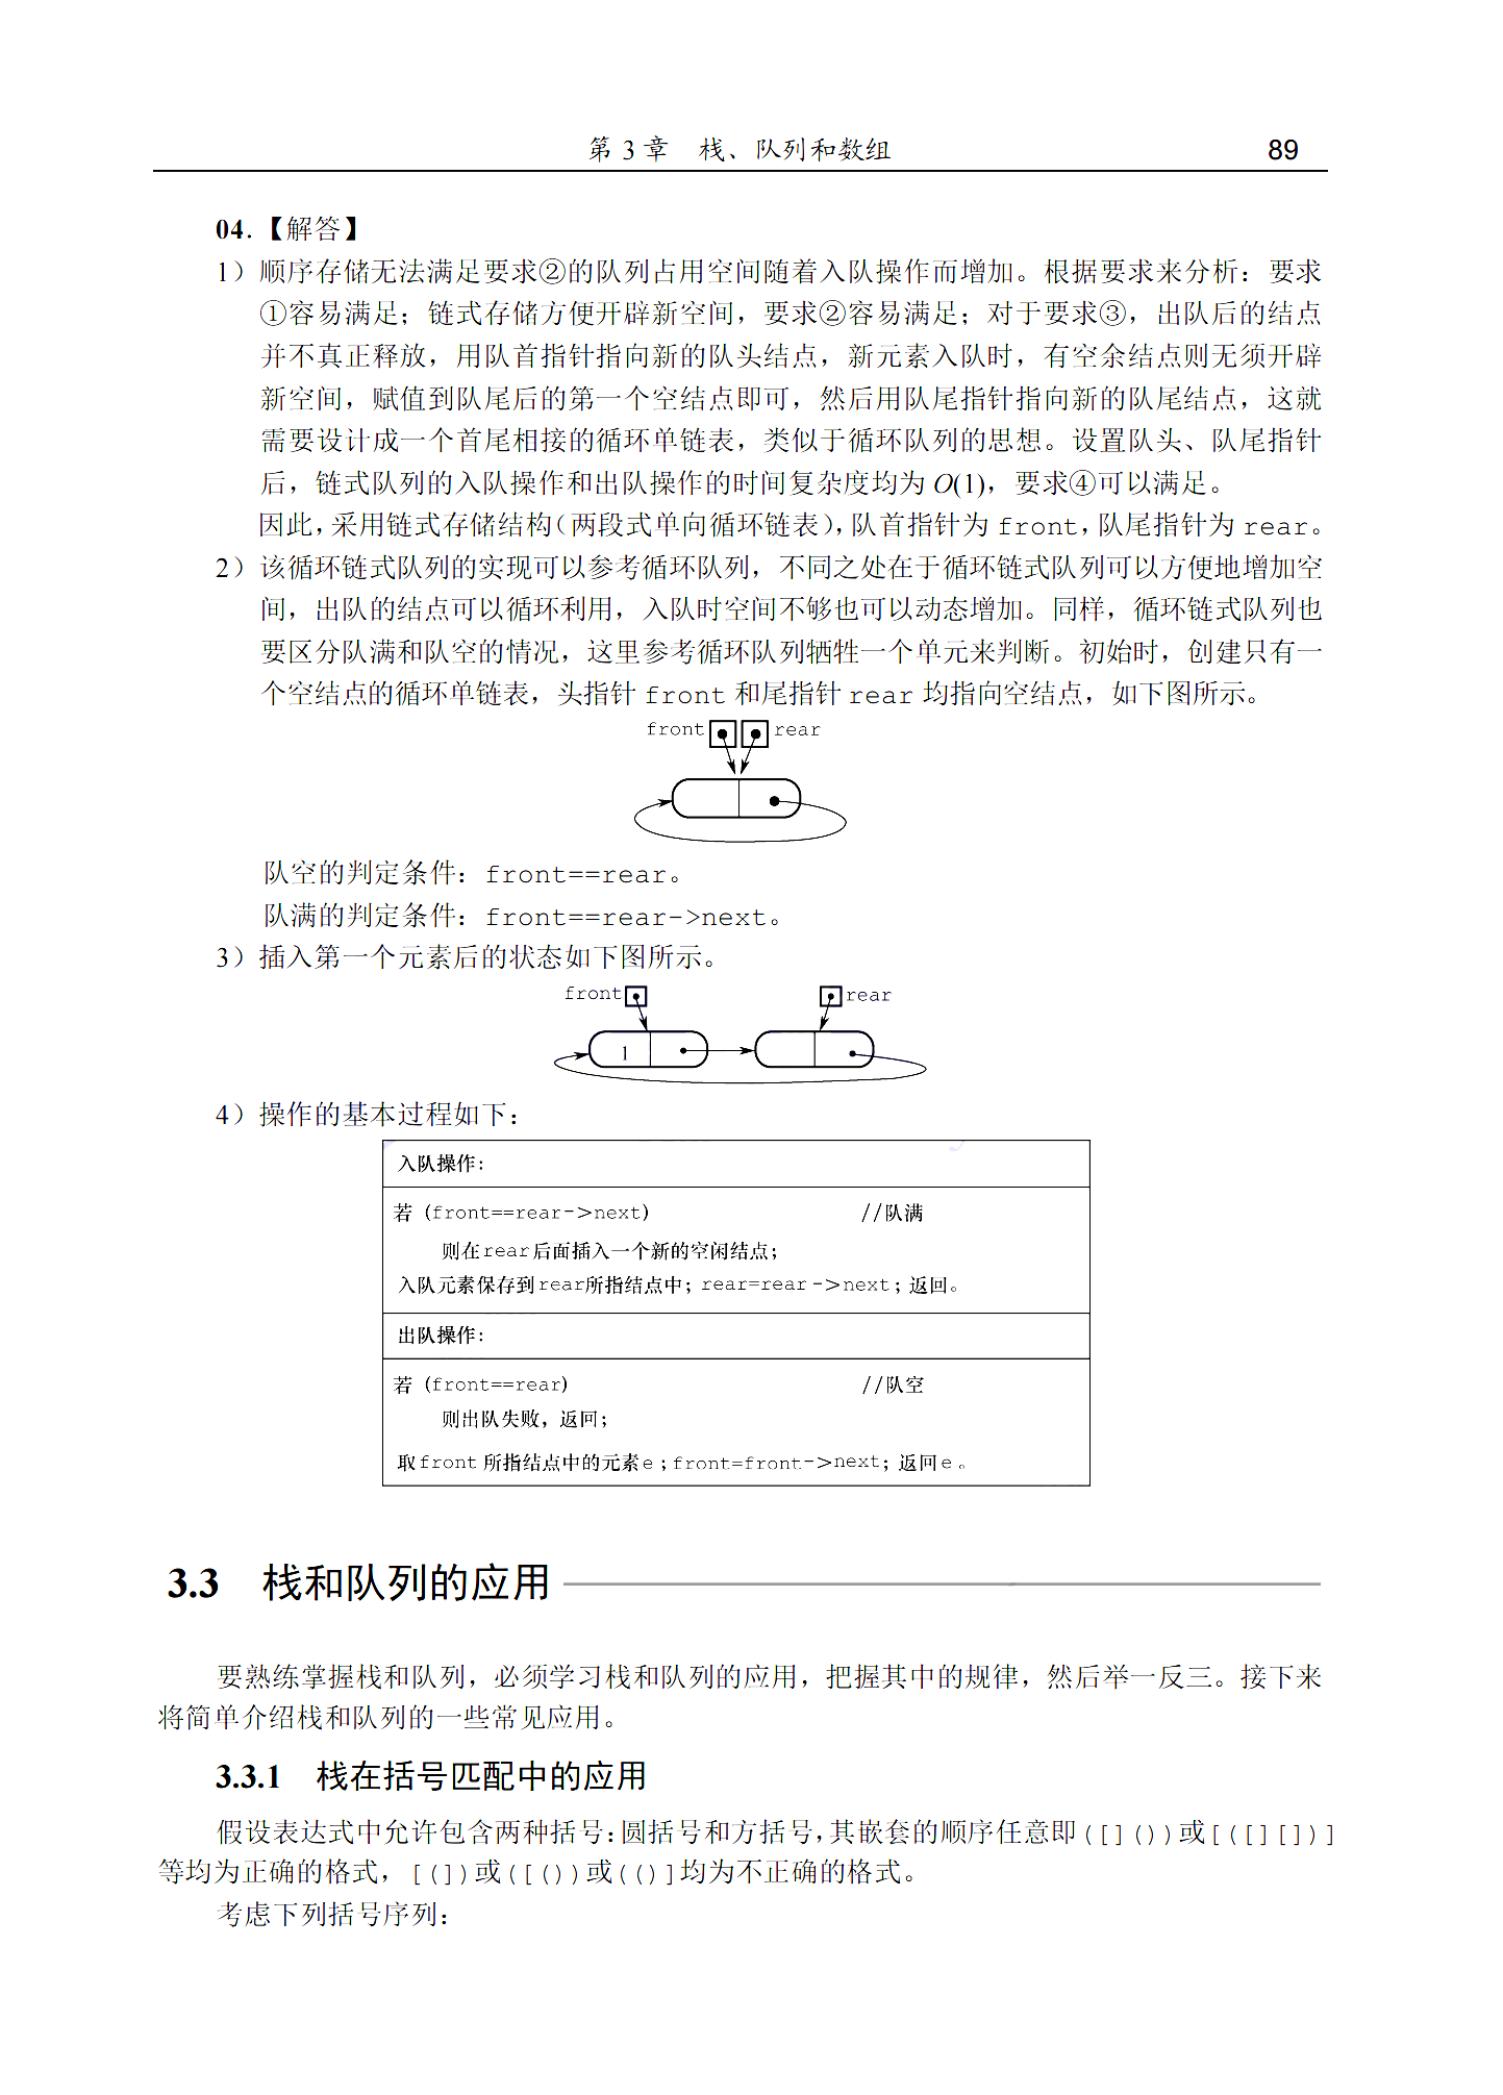 第 3 章 栈、队列和数组 89
04.【解答】
1）顺序存储无法满足要求②的队列占用空间随着入队操作而增加。根据要求来分析：要求
①容易满足；链式存储方便开辟新空间，要求②容易满足；对于要求③，出队后的结点
并不真正释放，用队首指针指向新的队头结点，新元素入队时，有空余结点则无须开辟
新空间，赋值到队尾后的第一个空结点即可，然后用队尾指针指向新的队尾结点，这就
需要设计成一个首尾相接的循环单链表，类似于循环队列的思想。设置队头、队尾指针
后，链式队列的入队操作和出队操作的时间复杂度均为 O(1)，要求④可以满足。
因此，采用链式存储结构（两段式单向循环链表），队首指针为 front，队尾指针为 rear。
2）该循环链式队列的实现可以参考循环队列，不同之处在于循环链式队列可以方便地增加空
间，出队的结点可以循环利用，入队时空间不够也可以动态增加。同样，循环链式队列也
要区分队满和队空的情况，这里参考循环队列牺牲一个单元来判断。初始时，创建只有一
个空结点的循环单链表，头指针 front 和尾指针 rear 均指向空结点，如下图所示。
front rear
队空的判定条件：front==rear。
队满的判定条件：front==rear->next。
3）插入第一个元素后的状态如下图所示。
front rear
1
4）操作的基本过程如下：
入队操作：
若 (front==rear->next) //队满
则在rear后面插入一个新的空闲结点；
入队元素保存到rear所指结点中；rear=rear->next；返回。
出队操作：
若 (front==rear) //队空
则出队失败，返回；
取front 所指结点中的元素e；front=front->next；返回e。
3.3 栈和队列的应用
要熟练掌握栈和队列，必须学习栈和队列的应用，把握其中的规律，然后举一反三。接下来
将简单介绍栈和队列的一些常见应用。
3.3.1 栈在括号匹配中的应用
假设表达式中允许包含两种括号：圆括号和方括号，其嵌套的顺序任意即([]())或[([][])]
等均为正确的格式，[(])或([())或(()]均为不正确的格式。
考虑下列括号序列：